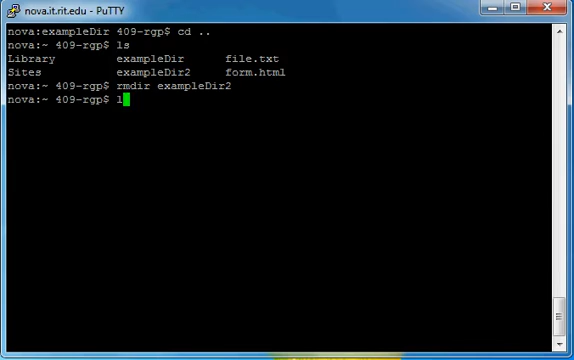 nova.it.rit.edu - PuTTY
nova:exampleDir 409-rgp$ cd ..
nova:~ 409-rgp$ ls
Library exampleDir file.txt
Sites exampleDir2 form.html
nova:~ 409-rgp$ rmdir exampleDir2
nova:~ 409-rgp$ l